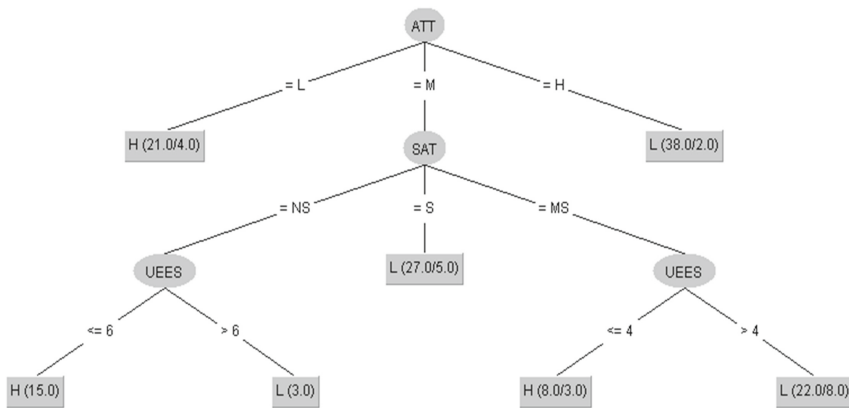 ATT
= L
= M
= H
H (21.0/4.0)
SAT
L (38.0/2.0)
= NS
= S
= MS
UEES
L (27.0/5.0)
UEES
<= 6
> 6
<= 4
> 4
H (15.0)
L (3.0)
H (8.0/3.0)
L (22.0/8.0)